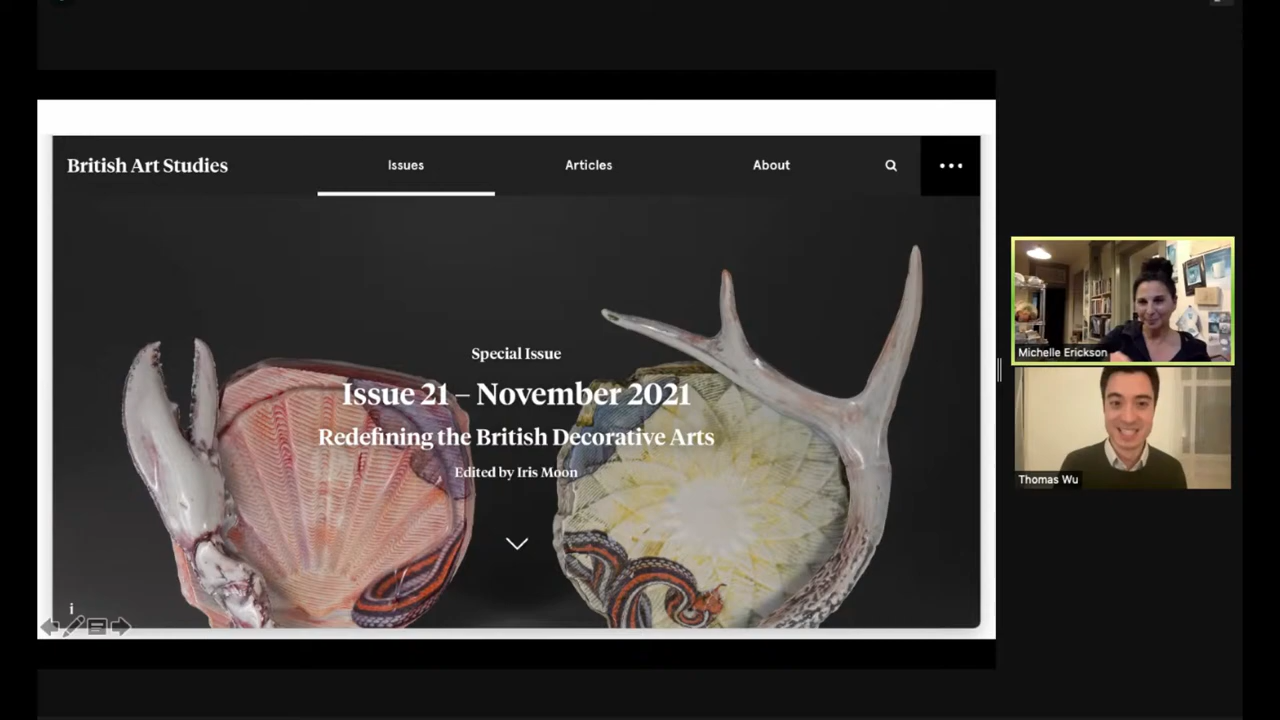 British Art Studies
Issues
Articles
About
Special Issue
Issue 21 – November 2021
Redefining the British Decorative Arts
Edited by Iris Moon
i
Michelle Erickson
Thomas Wu